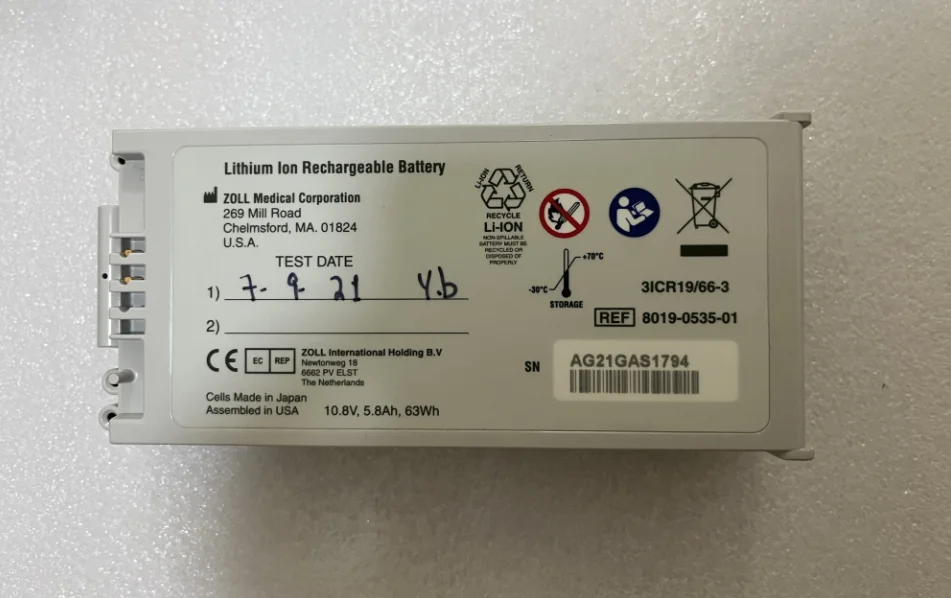 Lithium Ion Rechargeable Battery
ZOLL Medical Corporation
269 Mill Road
Chelmsford, MA. 01824
U.S.A.
TEST DATE
1) 7-9-21 Y.b
2)
CE EC REP ZOLL International Holding B.V
Newtonweg 18
6662 PV ELST
The Netherlands
Cells Made in Japan
Assembled in USA 10.8V, 5.8Ah, 63Wh
LI-ION RETURN
RECYCLE
Li-ION
NON-SPILLABLE
BATTERY MUST BE
RECYCLED OR
DISPOSED OF
PROPERLY
+70°C
-30°C
STORAGE
3ICR19/66-3
REF 8019-0535-01
SN AG21GAS1794